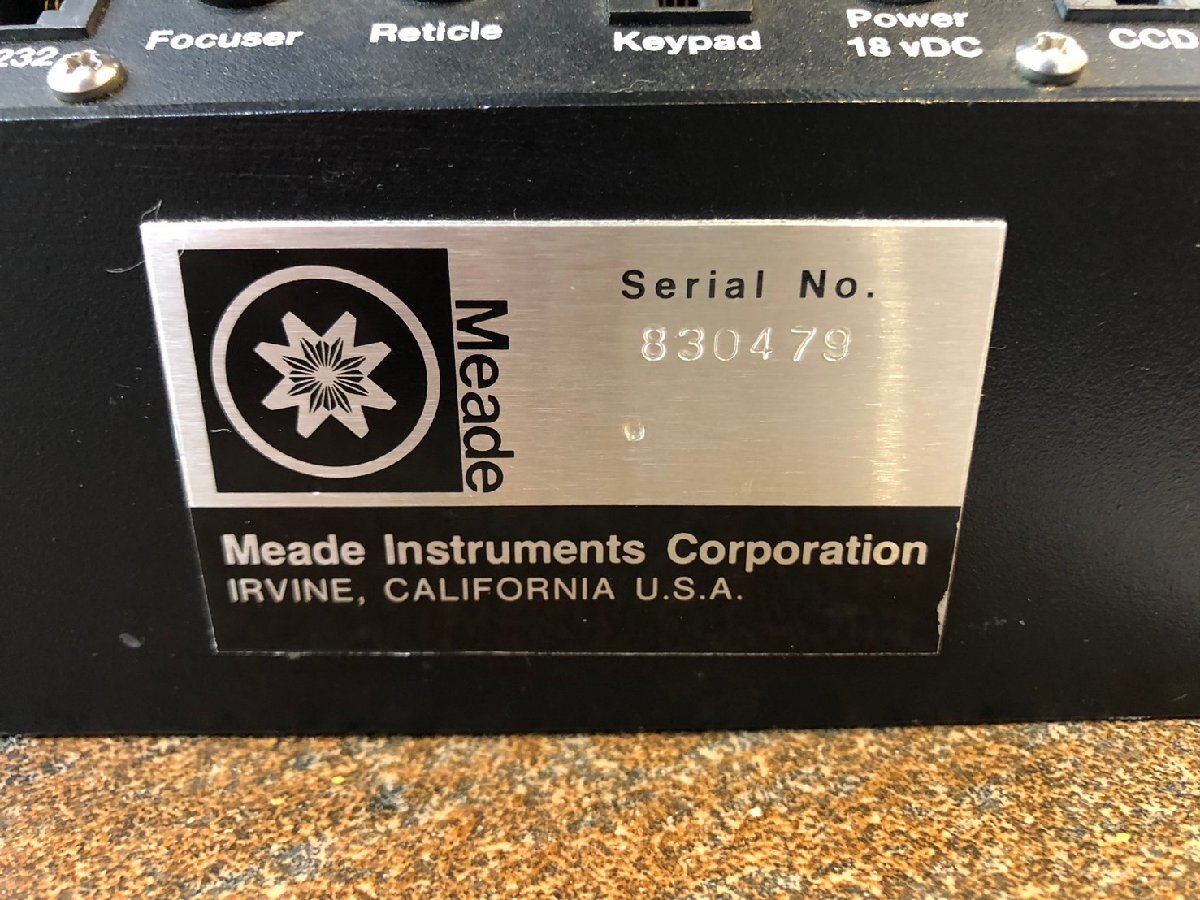 232
Focuser
Reticle
Keypad
Power
18 vDC
CCD
Meade
Serial No.
830479
Meade Instruments Corporation
IRVINE, CALIFORNIA U.S.A.